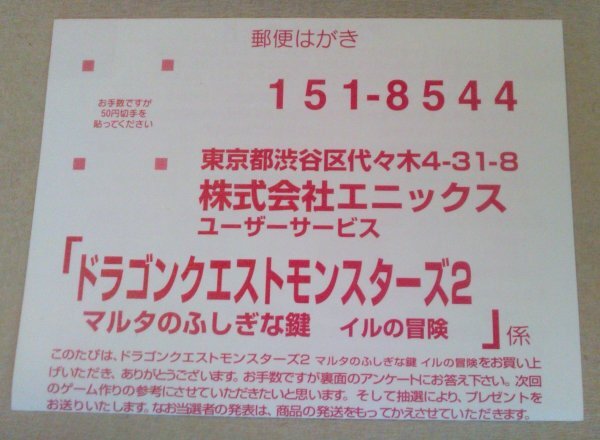 郵便はがき
151-8544
お手数ですが
50円切手を
貼ってください
東京都渋谷区代々木4-31-8
株式会社エニックス
ユーザーサービス
「ドラゴンクエストモンスターズ2
マルタのふしぎな鍵 イルの冒険 」係
このたびは、ドラゴンクエストモンスターズ2 マルタのふしぎな鍵 イルの冒険をお買い上
げいただき、ありがとうございます。お手数ですが裏面のアンケートにお答え下さい。次回
のゲーム作りの参考にさせていただきたいと思います。そして抽選により、プレゼントを
お送りいたします。なお当選者の発表は、商品の発送をもってかえさせていただきます。